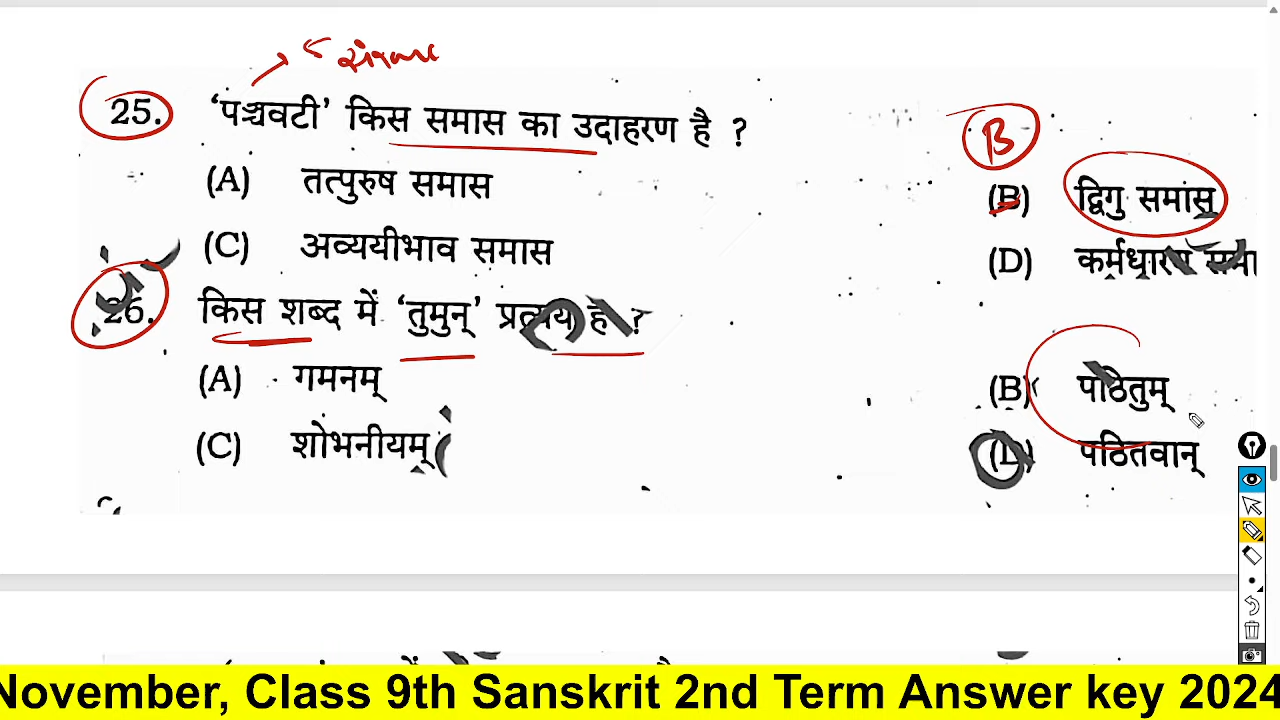 25. ‘पञ्चवटी’ किस समास का उदाहरण है ?
B
(A) तत्पुरुष समास (B) द्विगु समास
(C) अव्ययीभाव समास (D) कर्मधारय समा
26. किस शब्द में ‘तुमुन्’ प्रत्यय है ?
(A) गमनम् (B) पठितुम्
(C) शोभनीयम् (D) पठितवान्
November, Class 9th Sanskrit 2nd Term Answer key 2024